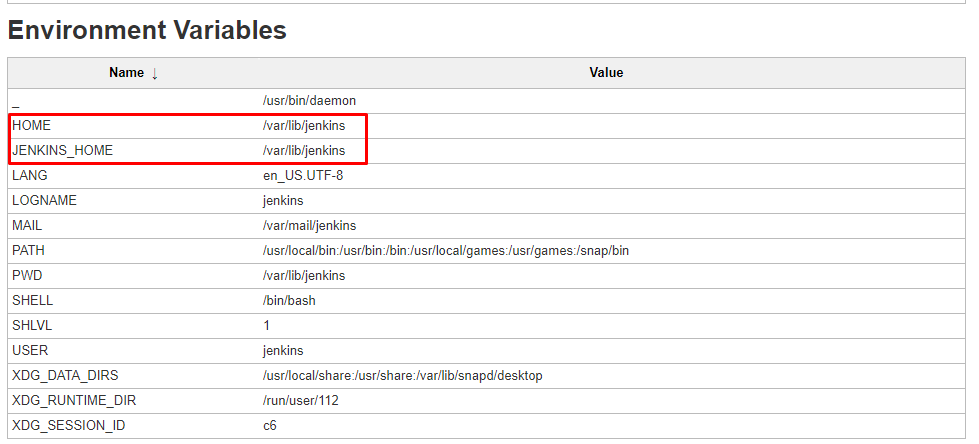 Environment Variables
Name ↓ Value
_ /usr/bin/daemon
HOME /var/lib/jenkins
JENKINS_HOME /var/lib/jenkins
LANG en_US.UTF-8
LOGNAME jenkins
MAIL /var/mail/jenkins
PATH /usr/local/bin:/usr/bin:/bin:/usr/local/games:/usr/games:/snap/bin
PWD /var/lib/jenkins
SHELL /bin/bash
SHLVL 1
USER jenkins
XDG_DATA_DIRS /usr/local/share:/usr/share:/var/lib/snapd/desktop
XDG_RUNTIME_DIR /run/user/112
XDG_SESSION_ID c6